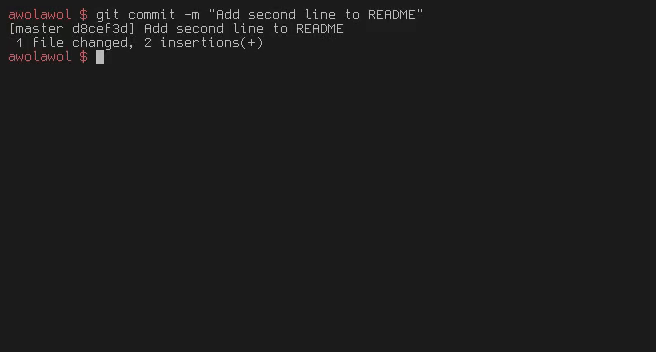 awolawol $ git commit -m "Add second line to README"
[master d8cef3d] Add second line to README
 1 file changed, 2 insertions(+)
awolawol $